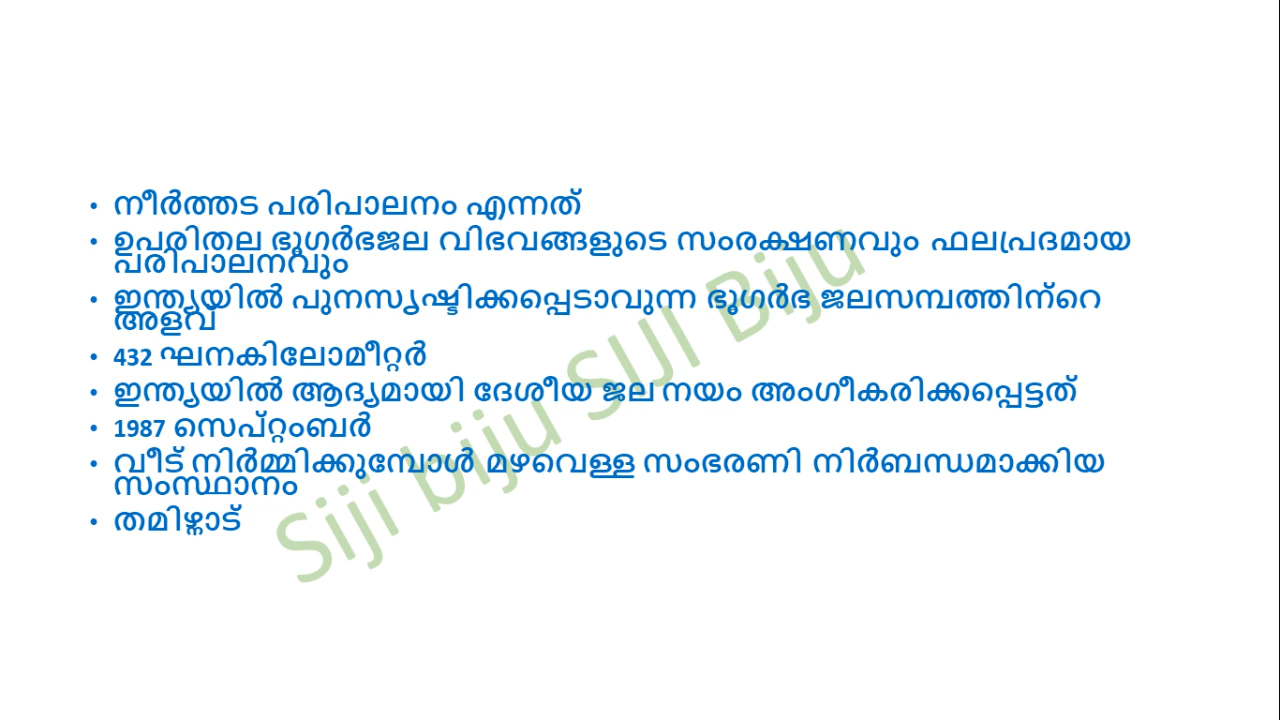 • നീർത്തട പരിപാലനം എന്നത്
• ഉപരിതല ഭൂഗർഭജല വിഭവങ്ങളുടെ സംരക്ഷണവും ഫലപ്രദമായ
പരിപാലനവും
• ഇന്ത്യയിൽ പുനസൃഷ്ടിക്കപ്പെടാവുന്ന ഭൂഗർഭ ജലസമ്പത്തിന്റെ
അളവ്
• 432 ഘനകിലോമീറ്റർ
• ഇന്ത്യയിൽ ആദ്യമായി ദേശീയ ജല നയം അംഗീകരിക്കപ്പെട്ടത്
• 1987 സെപ്റ്റംബർ
• വീട് നിർമ്മിക്കുമ്പോൾ മഴവെള്ള സംഭരണി നിർബന്ധമാക്കിയ
സംസ്ഥാനം
• തമിഴ്നാട്
Siji biju SIJI Biju